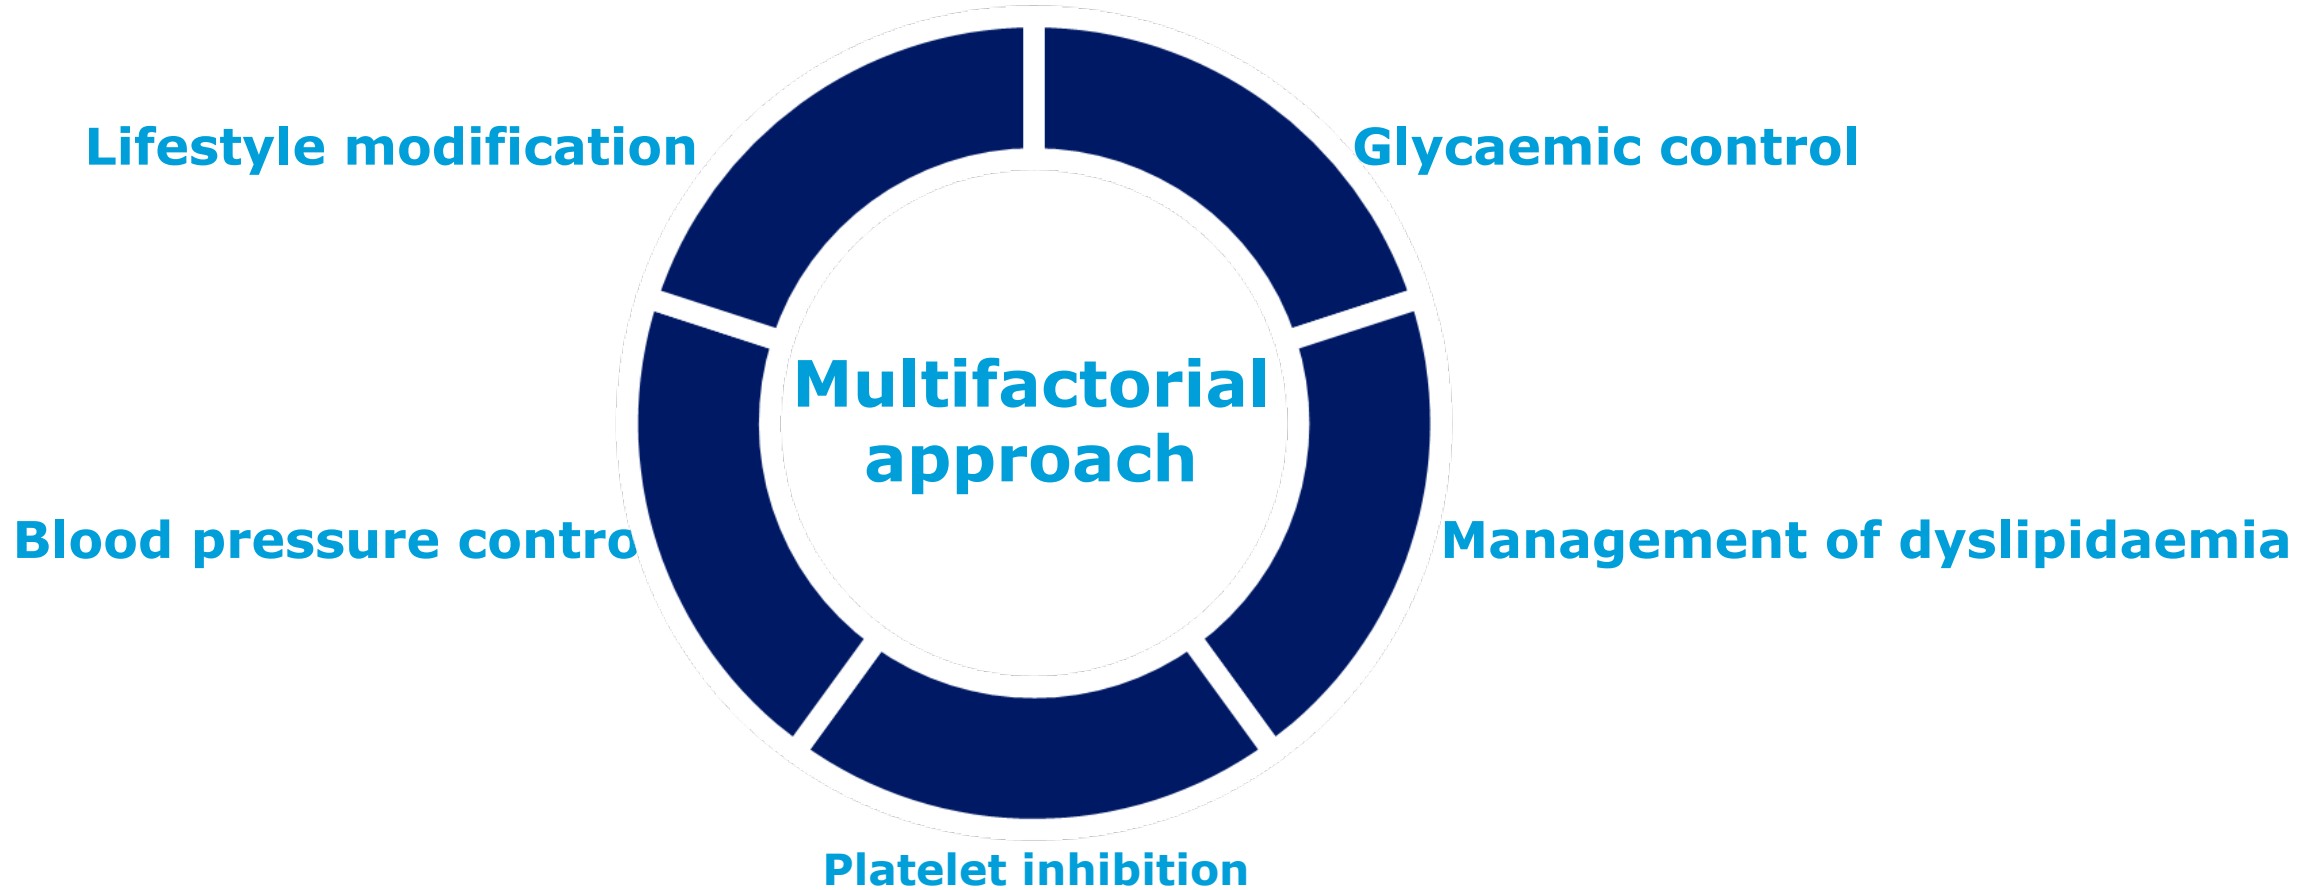 Lifestyle modification
Glycaemic control
Multifactorial
approach
Blood pressure contro
Management of dyslipidaemia
Platelet inhibition